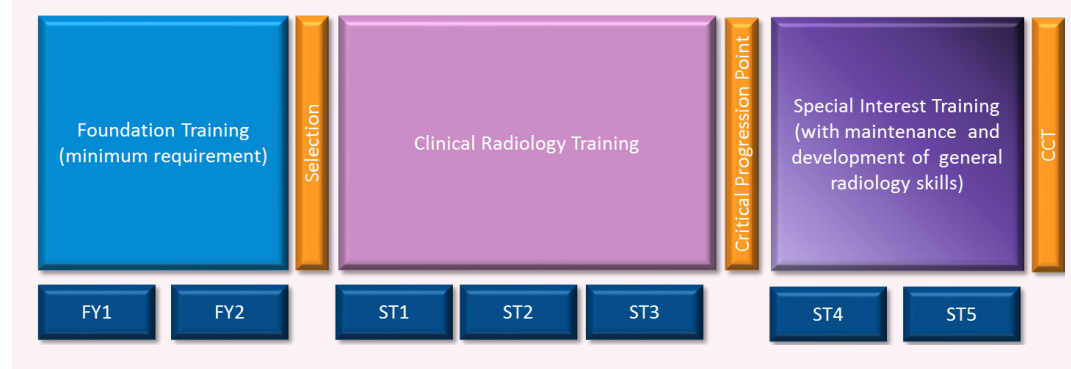 Foundation Training
(minimum requirement)
Selection
Clinical Radiology Training
Critical Progression Point
Special Interest Training
(with maintenance and
development of general
radiology skills)
CCT
FY1
FY2
ST1
ST2
ST3
ST4
ST5